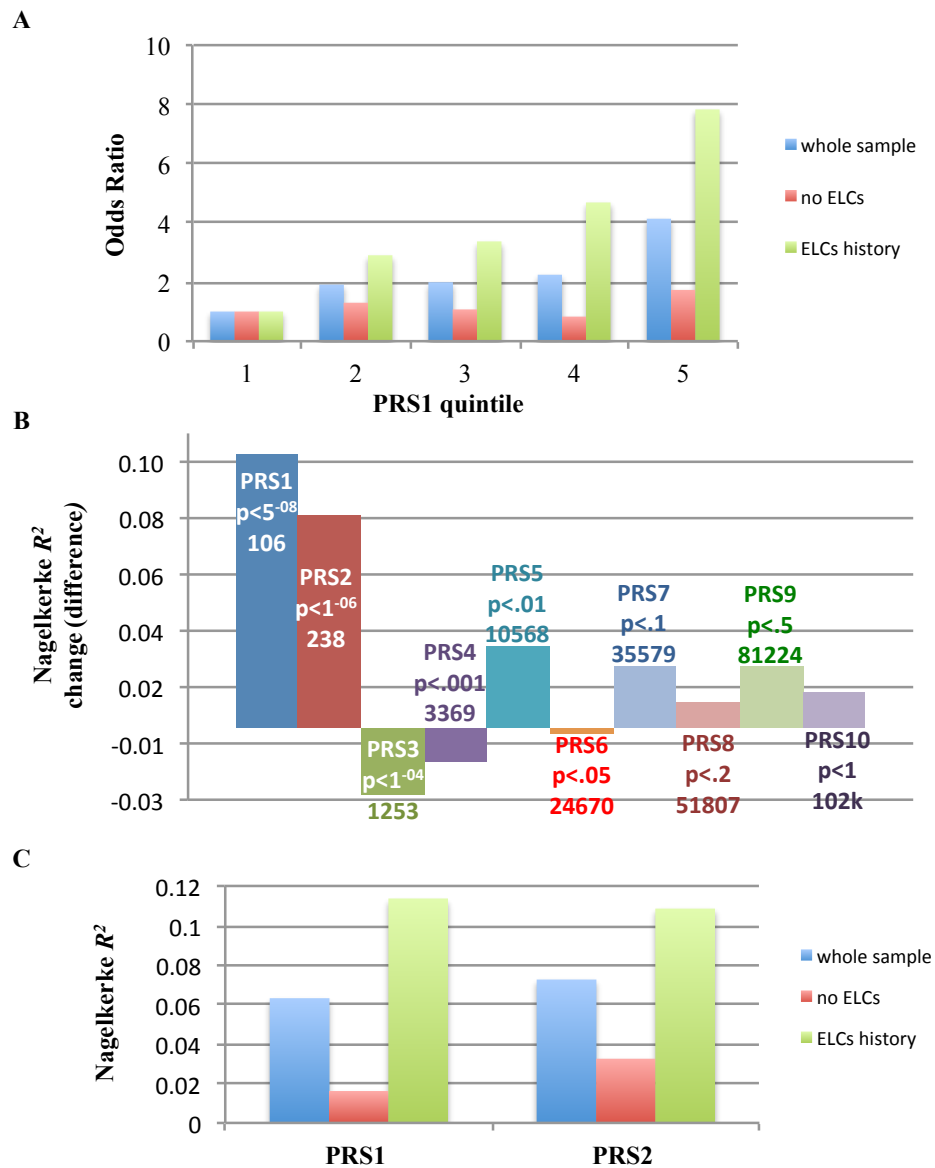 A
Odds Ratio
10
8
6
4
2
0
1 2 3 4 5
PRS1 quintile
whole sample
no ELCs
ELCs history
B
Nagelkerke R²
change (difference)
0.10
0.08
0.06
0.04
0.02
-0.01
-0.03
PRS1
p<5⁻⁰⁸
106
PRS2
p<1⁻⁰⁶
238
PRS3
p<1⁻⁰⁴
1253
PRS4
p<.001
3369
PRS5
p<.01
10568
PRS6
p<.05
24670
PRS7
p<.1
35579
PRS8
p<.2
51807
PRS9
p<.5
81224
PRS10
p<1
102k
C
Nagelkerke R²
0.12
0.1
0.08
0.06
0.04
0.02
0
PRS1 PRS2
whole sample
no ELCs
ELCs history